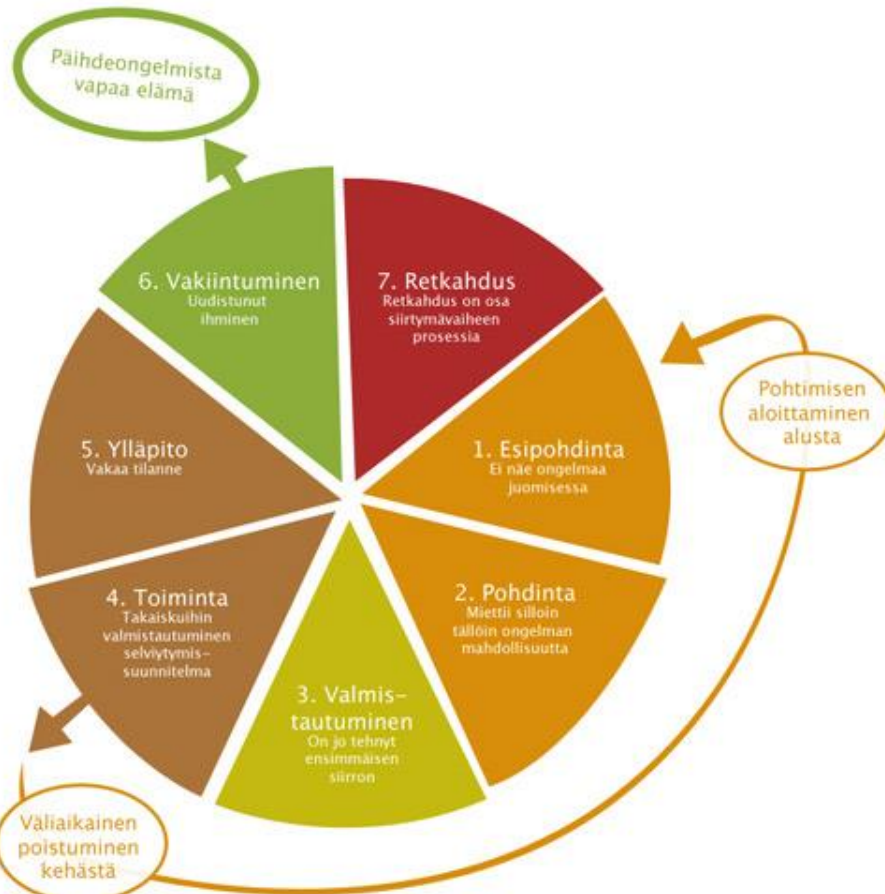 Päihdeongelmista
vapaa elämä
6. Vakiintuminen
Uudistunut
ihminen
7. Retkahdus
Retkahdus on osa
siirtymävaiheen
prosessia
Pohtimisen
aloittaminen
alusta
1. Esipohdinta
Ei näe ongelmaa
juomisessa
5. Ylläpito
Vakaa tilanne
2. Pohdinta
Miettii silloin
tällöin ongelman
mahdollisuutta
4. Toiminta
Takaiskuihin
valmistautuminen
selviytymis-
suunnitelma
3. Valmis-
tautuminen
On jo tehnyt
ensimmäisen
siirron
Väliaikainen
poistuminen
kehästä